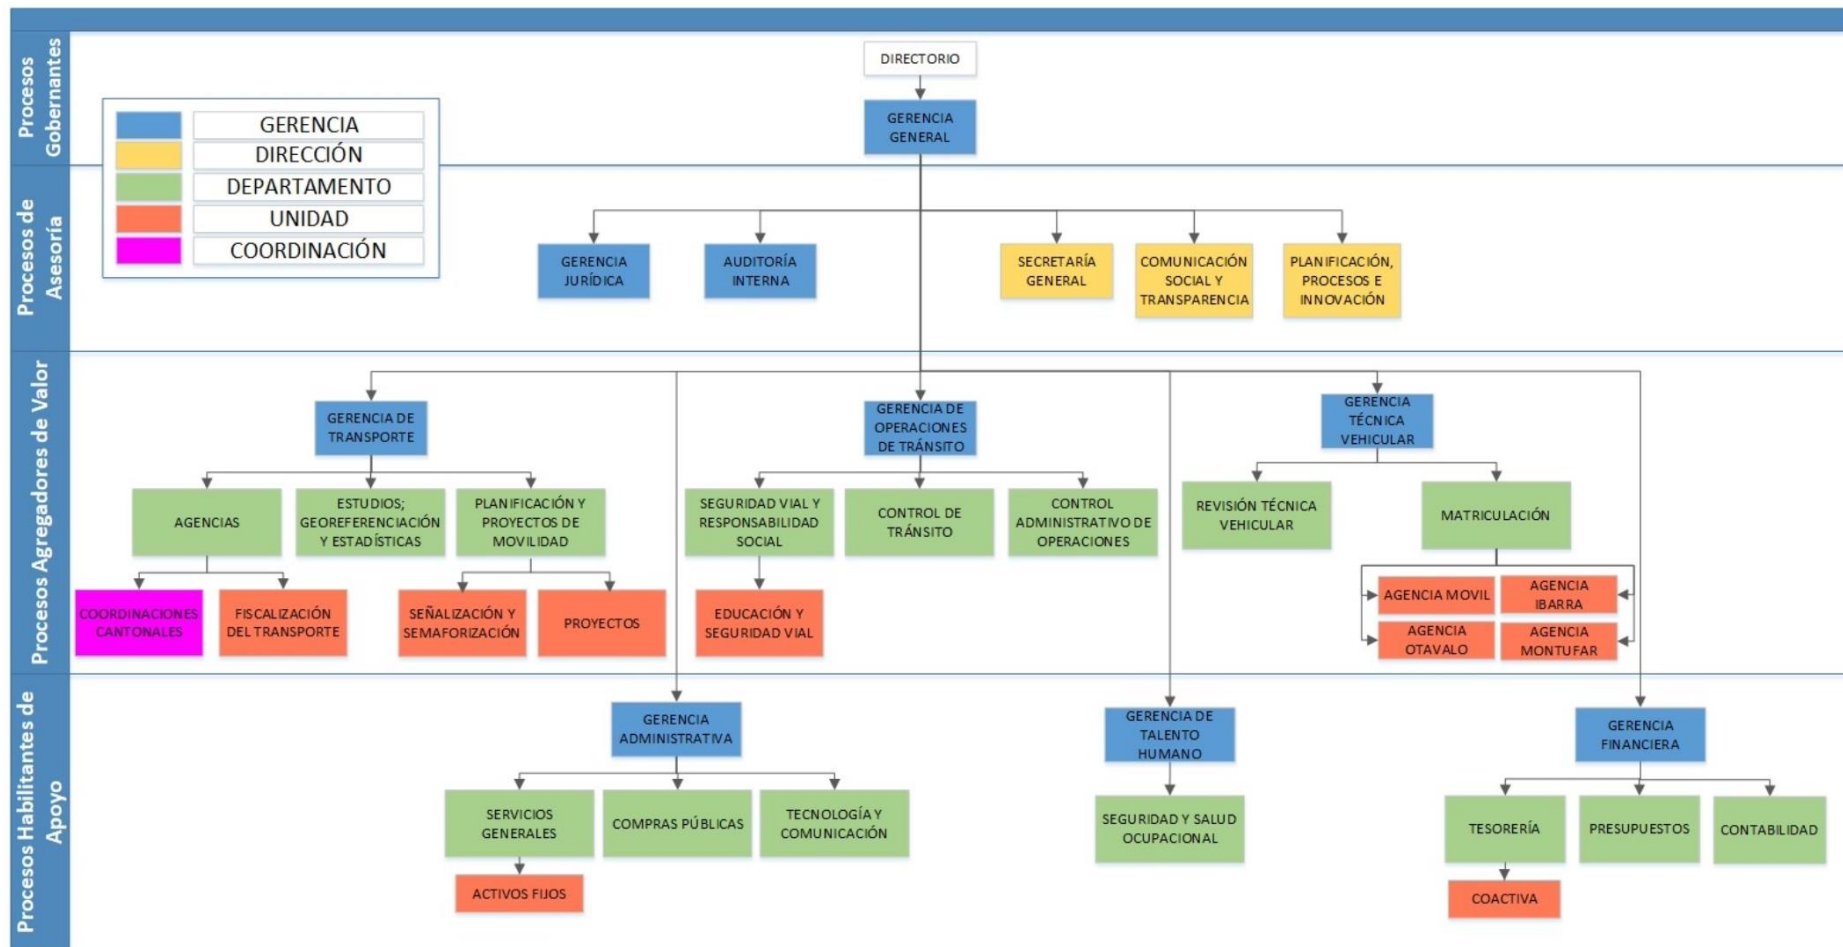 Procesos
Gobernantes
DIRECTORIO
GERENCIA
GENERAL
GERENCIA
DIRECCIÓN
DEPARTAMENTO
UNIDAD
COORDINACIÓN
Procesos de
Asesoría
GERENCIA
JURÍDICA
AUDITORÍA
INTERNA
SECRETARÍA
GENERAL
COMUNICACIÓN
SOCIAL Y
TRANSPARENCIA
PLANIFICACIÓN,
PROCESOS E
INNOVACIÓN
Procesos Agregadores de Valor
GERENCIA DE
TRANSPORTE
GERENCIA DE
OPERACIONES
DE TRÁNSITO
GERENCIA
TÉCNICA
VEHICULAR
AGENCIAS
ESTUDIOS;
GEOREFERENCIACIÓN
Y ESTADÍSTICAS
PLANIFICACIÓN Y
PROYECTOS DE
MOVILIDAD
SEGURIDAD VIAL Y
RESPONSABILIDAD
SOCIAL
CONTROL DE
TRÁNSITO
CONTROL
ADMINISTRATIVO DE
OPERACIONES
REVISIÓN TÉCNICA
VEHICULAR
MATRICULACIÓN
COORDINACIONES
CANTONALES
FISCALIZACIÓN
DEL TRANSPORTE
SEÑALIZACIÓN Y
SEMAFORIZACIÓN
PROYECTOS
EDUCACIÓN Y
SEGURIDAD VIAL
AGENCIA MOVIL
AGENCIA
IBARRA
AGENCIA
OTAVALO
AGENCIA
MONTUFAR
Procesos Habilitantes de
Apoyo
GERENCIA
ADMINISTRATIVA
GERENCIA DE
TALENTO
HUMANO
GERENCIA
FINANCIERA
SERVICIOS
GENERALES
COMPRAS PÚBLICAS
TECNOLOGÍA Y
COMUNICACIÓN
SEGURIDAD Y SALUD
OCUPACIONAL
TESORERÍA
PRESUPUESTOS
CONTABILIDAD
ACTIVOS FIJOS
COACTIVA